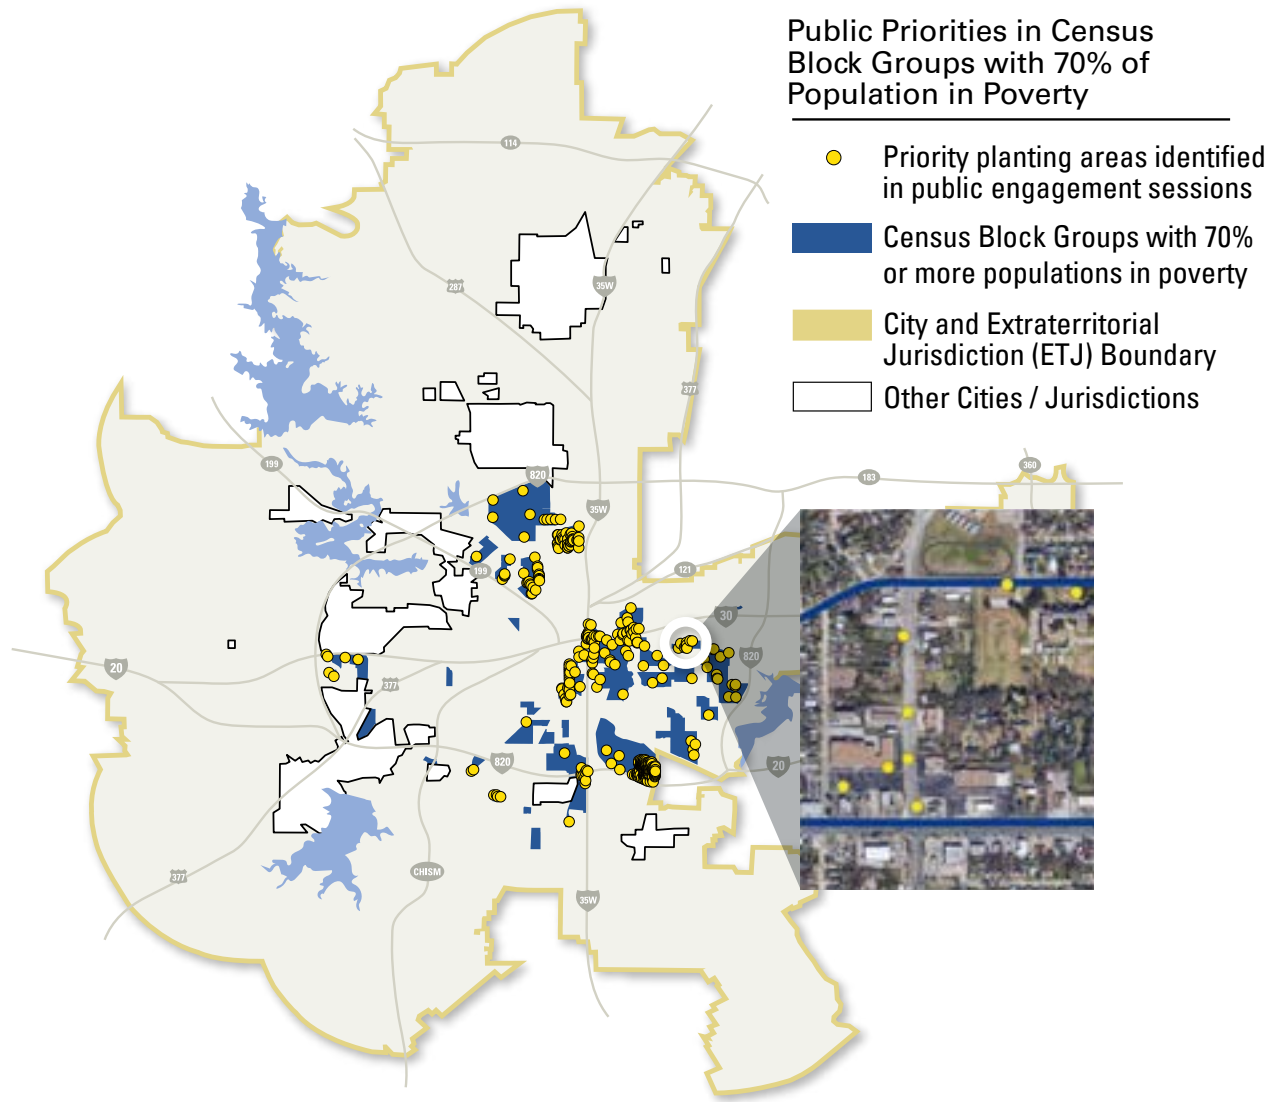 Public Priorities in Census
Block Groups with 70% of
Population in Poverty
Priority planting areas identified
in public engagement sessions
Census Block Groups with 70%
or more populations in poverty
City and Extraterritorial
Jurisdiction (ETJ) Boundary
Other Cities / Jurisdictions
114
287
35W
377
199
820
183
360
35W
199
121
30
820
20
377
820
20
377
CHISM
35W